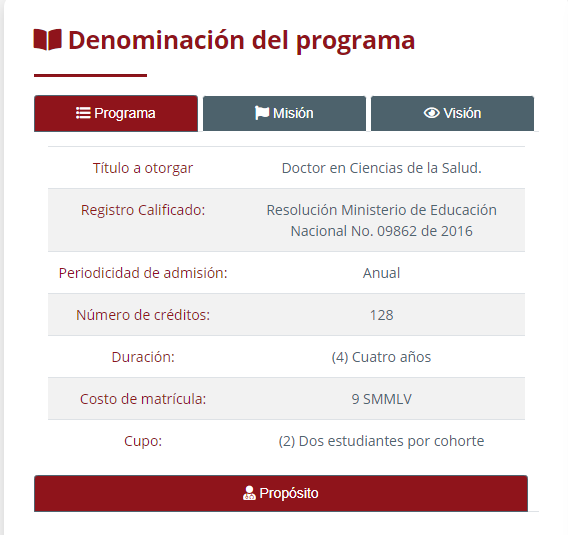 Denominación del programa
Programa
Misión
Visión
Título a otorgar
Doctor en Ciencias de la Salud.
Registro Calificado:
Resolución Ministerio de Educación
Nacional No. 09862 de 2016
Periodicidad de admisión:
Anual
Número de créditos:
128
Duración:
(4) Cuatro años
Costo de matrícula:
9 SMMLV
Cupo:
(2) Dos estudiantes por cohorte
Propósito